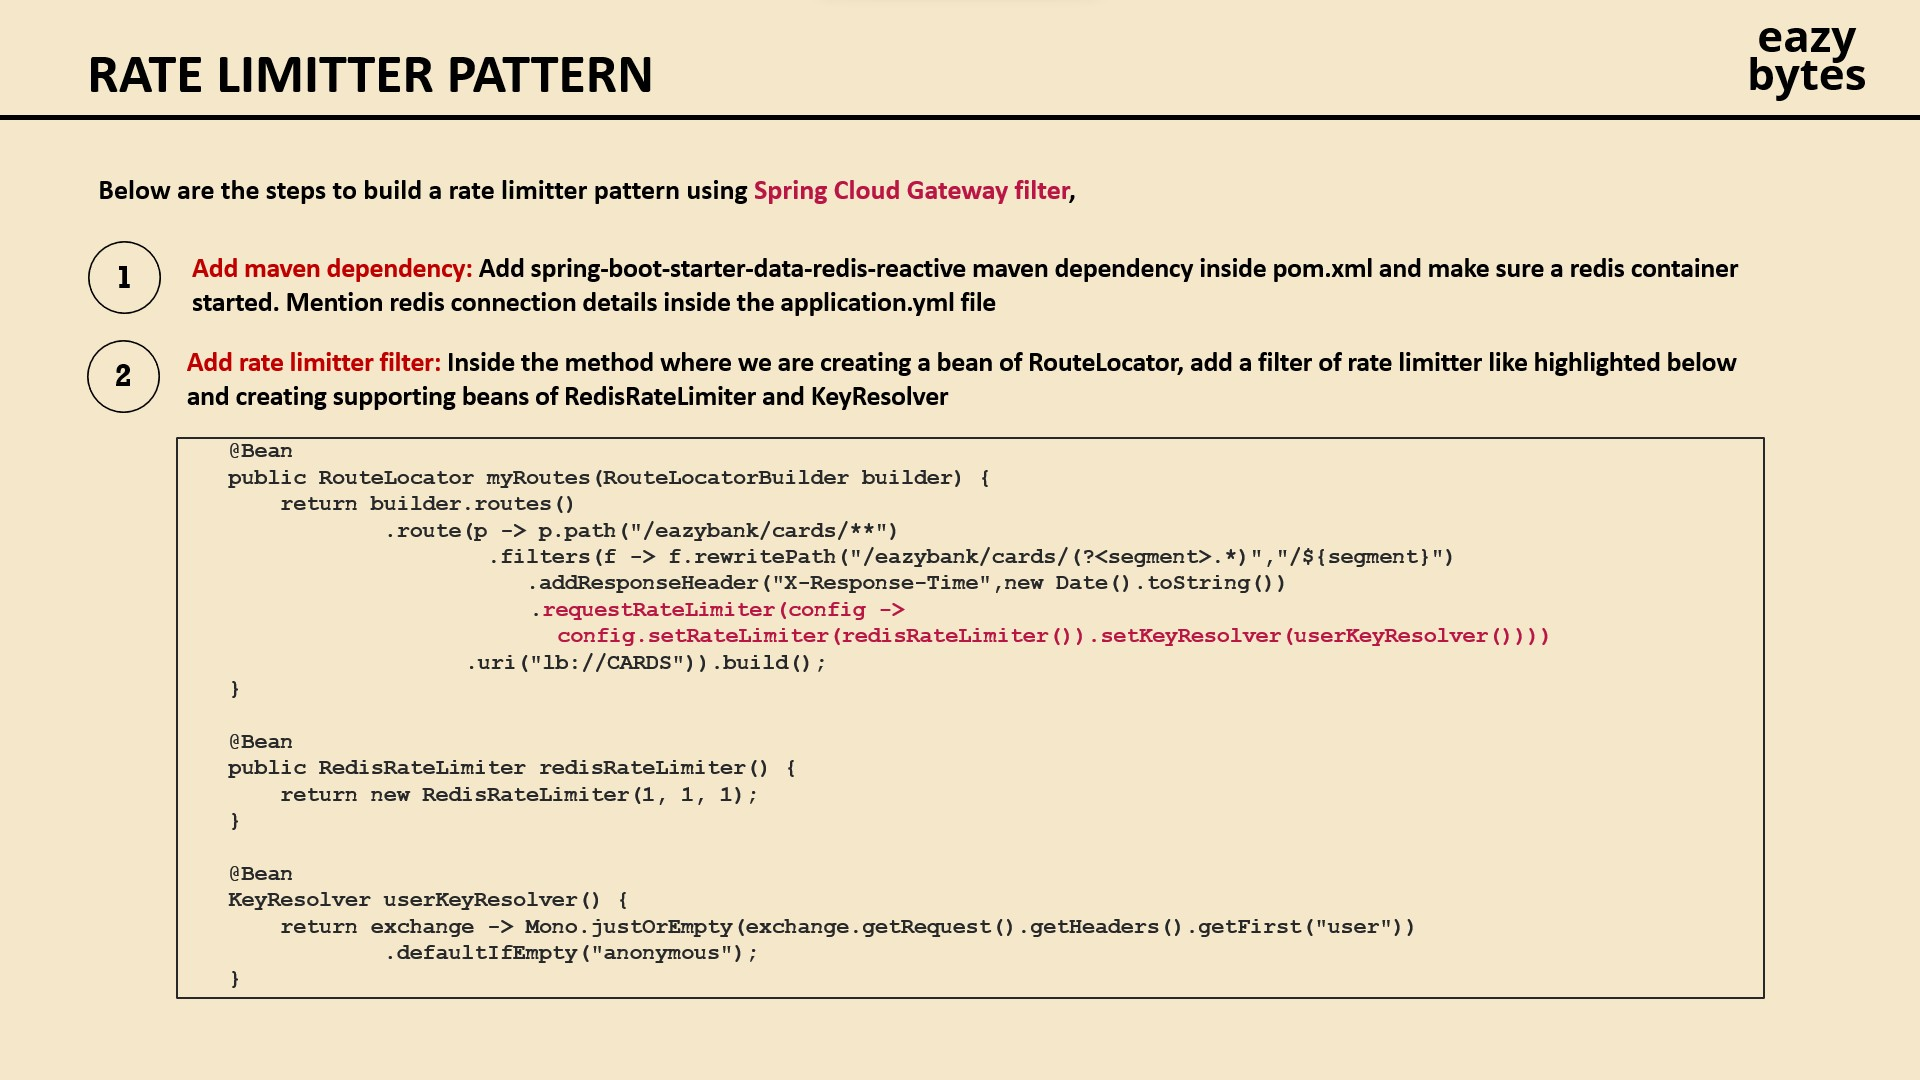 RATE LIMITTER PATTERN
eazy
bytes
Below are the steps to build a rate limitter pattern using Spring Cloud Gateway filter,
1
Add maven dependency: Add spring-boot-starter-data-redis-reactive maven dependency inside pom.xml and make sure a redis container
started. Mention redis connection details inside the application.yml file
2
Add rate limitter filter: Inside the method where we are creating a bean of RouteLocator, add a filter of rate limitter like highlighted below
and creating supporting beans of RedisRateLimiter and KeyResolver
@Bean
public RouteLocator myRoutes(RouteLocatorBuilder builder) {
    return builder.routes()
            .route(p -> p.path("/eazybank/cards/**")
                    .filters(f -> f.rewritePath("/eazybank/cards/(?<segment>.*)","/${segment}")
                       .addResponseHeader("X-Response-Time",new Date().toString())
                       .requestRateLimiter(config ->
                         config.setRateLimiter(redisRateLimiter()).setKeyResolver(userKeyResolver())))
                  .uri("lb://CARDS")).build();
}
@Bean
public RedisRateLimiter redisRateLimiter() {
    return new RedisRateLimiter(1, 1, 1);
}
@Bean
KeyResolver userKeyResolver() {
    return exchange -> Mono.justOrEmpty(exchange.getRequest().getHeaders().getFirst("user"))
            .defaultIfEmpty("anonymous");
}